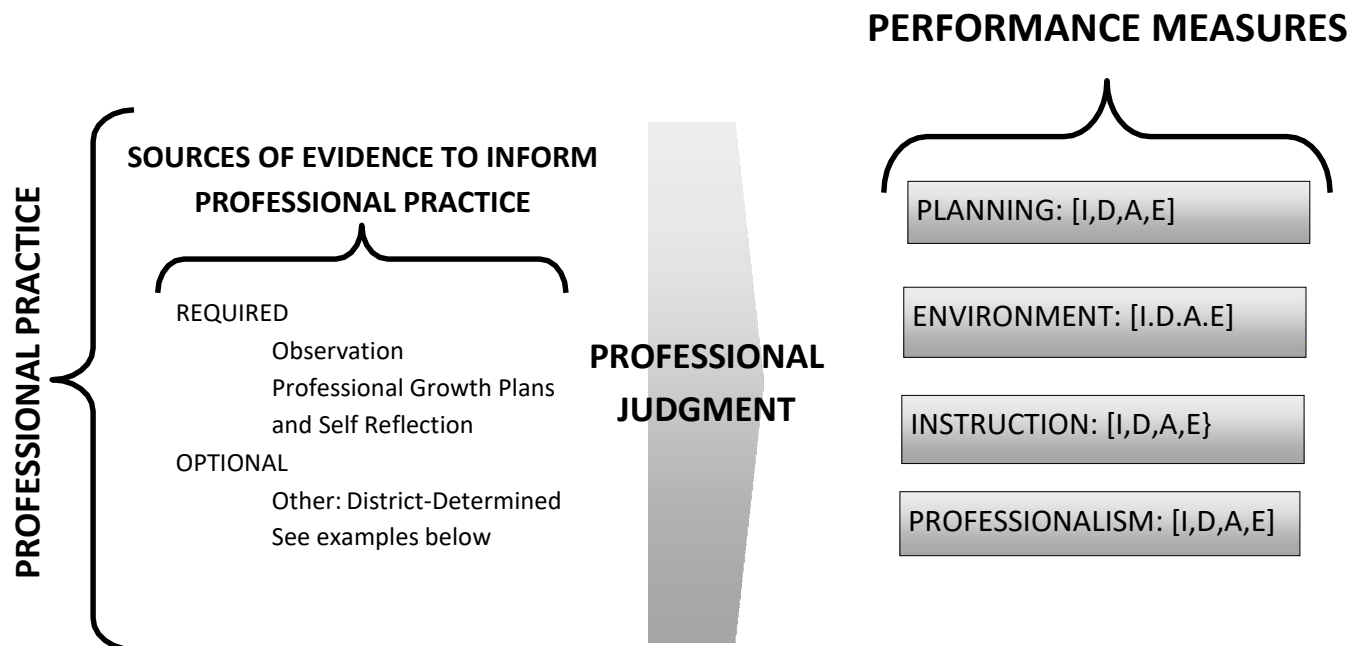 PROFESSIONAL PRACTICE
SOURCES OF EVIDENCE TO INFORM
PROFESSIONAL PRACTICE
REQUIRED
Observation
Professional Growth Plans
and Self Reflection
OPTIONAL
Other: District-Determined
See examples below
PROFESSIONAL
JUDGMENT
PERFORMANCE MEASURES
PLANNING: [I,D,A,E]
ENVIRONMENT: [I.D.A.E]
INSTRUCTION: [I,D,A,E}
PROFESSIONALISM: [I,D,A,E]